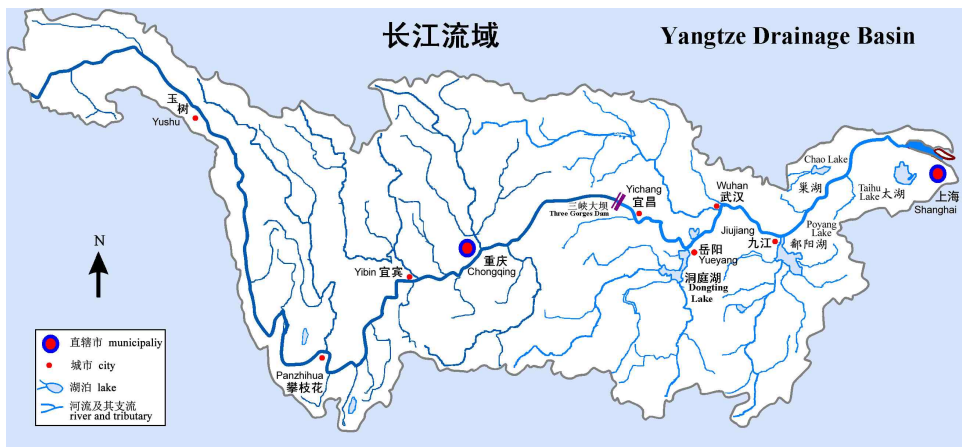 长江流域
Yangtze Drainage Basin
玉
树
Yushu
Chao Lake
巢
湖
Taihu
Lake 太
湖
上海
Shanghai
Yichang
宜
昌
三峡大坝
Three Gorges Dam
Wuhan
武汉
Jiujiang
九江
Poyang
Lake
鄱阳湖
岳阳
Yueyang
洞庭湖
Dongting
Lake
重庆
Chongqing
Yibin 宜宾
Panzhihua
攀枝花
N
直辖市 municipaliy
城市 city
湖泊 lake
河流及其支流
river and tributary